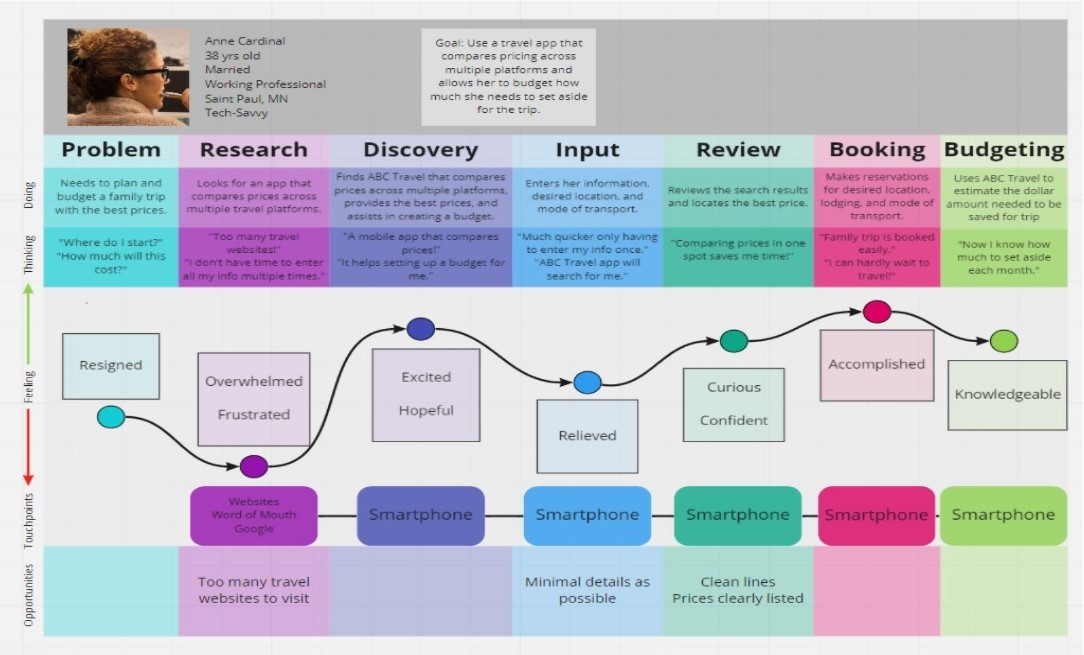 Anne Cardinal
38 yrs old
Married
Working Professional
Saint Paul, MN
Tech-Savvy
Goal: Use a travel app that
compares pricing across
multiple platforms and
allows her to budget how
much she needs to set aside
for the trip.
Problem
Research
Discovery
Input
Review
Booking
Budgeting
Doing
Needs to plan and
budget a family trip
with the best prices.
Looks for an app that
compares prices across
multiple travel platforms.
Finds ABC Travel that compares
prices across multiple platforms,
provides the best prices, and
assists in creating a budget.
Enters her information,
desired location, and
mode of transport.
Reviews the search results
and locates the best price.
Makes reservations
for desired location,
lodging, and mode of
transport.
Uses ABC Travel to
estimate the dollar
amount needed to be
saved for trip
Thinking
"Where do I start?"
"How much will this
cost?"
"Too many travel
websites!"
"I don't have time to enter
all my info multiple times."
"A mobile app that compares
prices!"
"It helps setting up a budget for
me."
"Much quicker only having
to enter my info once."
"ABC Travel app will
search for me."
"Comparing prices in one
spot saves me time!"
"Family trip is booked
easily."
"I can hardly wait to
travel!"
"Now I know how
much to set aside
each month."
Feeling
Resigned
Overwhelmed
Frustrated
Excited
Hopeful
Relieved
Curious
Confident
Accomplished
Knowledgeable
Touchpoints
Websites
Word of Mouth
Google
Smartphone
Smartphone
Smartphone
Smartphone
Smartphone
Opportunities
Too many travel
websites to visit
Minimal details as
possible
Clean lines
Prices clearly listed